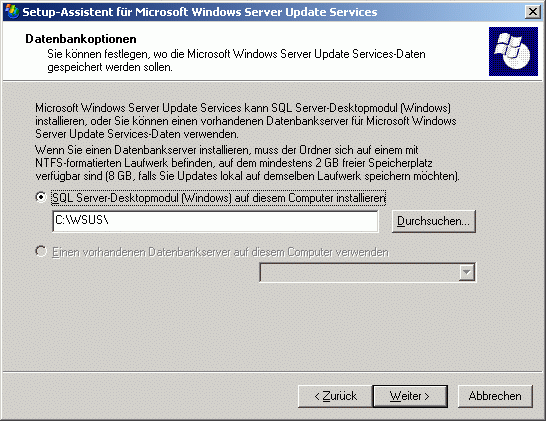 Setup-Assistent für Microsoft Windows Server Update Services
Datenbankoptionen
Sie können festlegen, wo die Microsoft Windows Server Update Services-Daten
gespeichert werden sollen.
Microsoft Windows Server Update Services kann SQL Server-Desktopmodul (Windows)
installieren, oder Sie können einen vorhandenen Datenbankserver für Microsoft Windows
Server Update Services-Daten verwenden.
Wenn Sie einen Datenbankserver installieren, muss der Ordner sich auf einem mit
NTFS-formatierten Laufwerk befinden, auf dem mindestens 2 GB freier Speicherplatz
verfügbar sind (8 GB, falls Sie Updates lokal auf demselben Laufwerk speichern möchten).
SQL Server-Desktopmodul (Windows) auf diesem Computer installieren
C:\WSUS\
Durchsuchen...
Einen vorhandenen Datenbankserver auf diesem Computer verwenden
< Zurück
Weiter >
Abbrechen